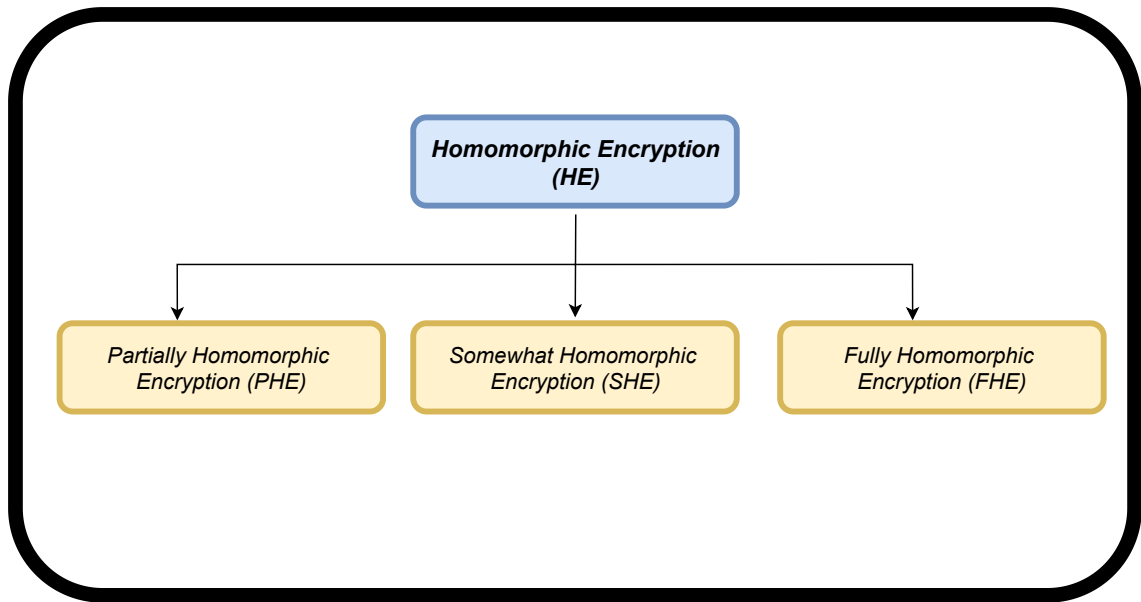 Homomorphic Encryption
(HE)
Partially Homomorphic
Encryption (PHE)
Somewhat Homomorphic
Encryption (SHE)
Fully Homomorphic
Encryption (FHE)